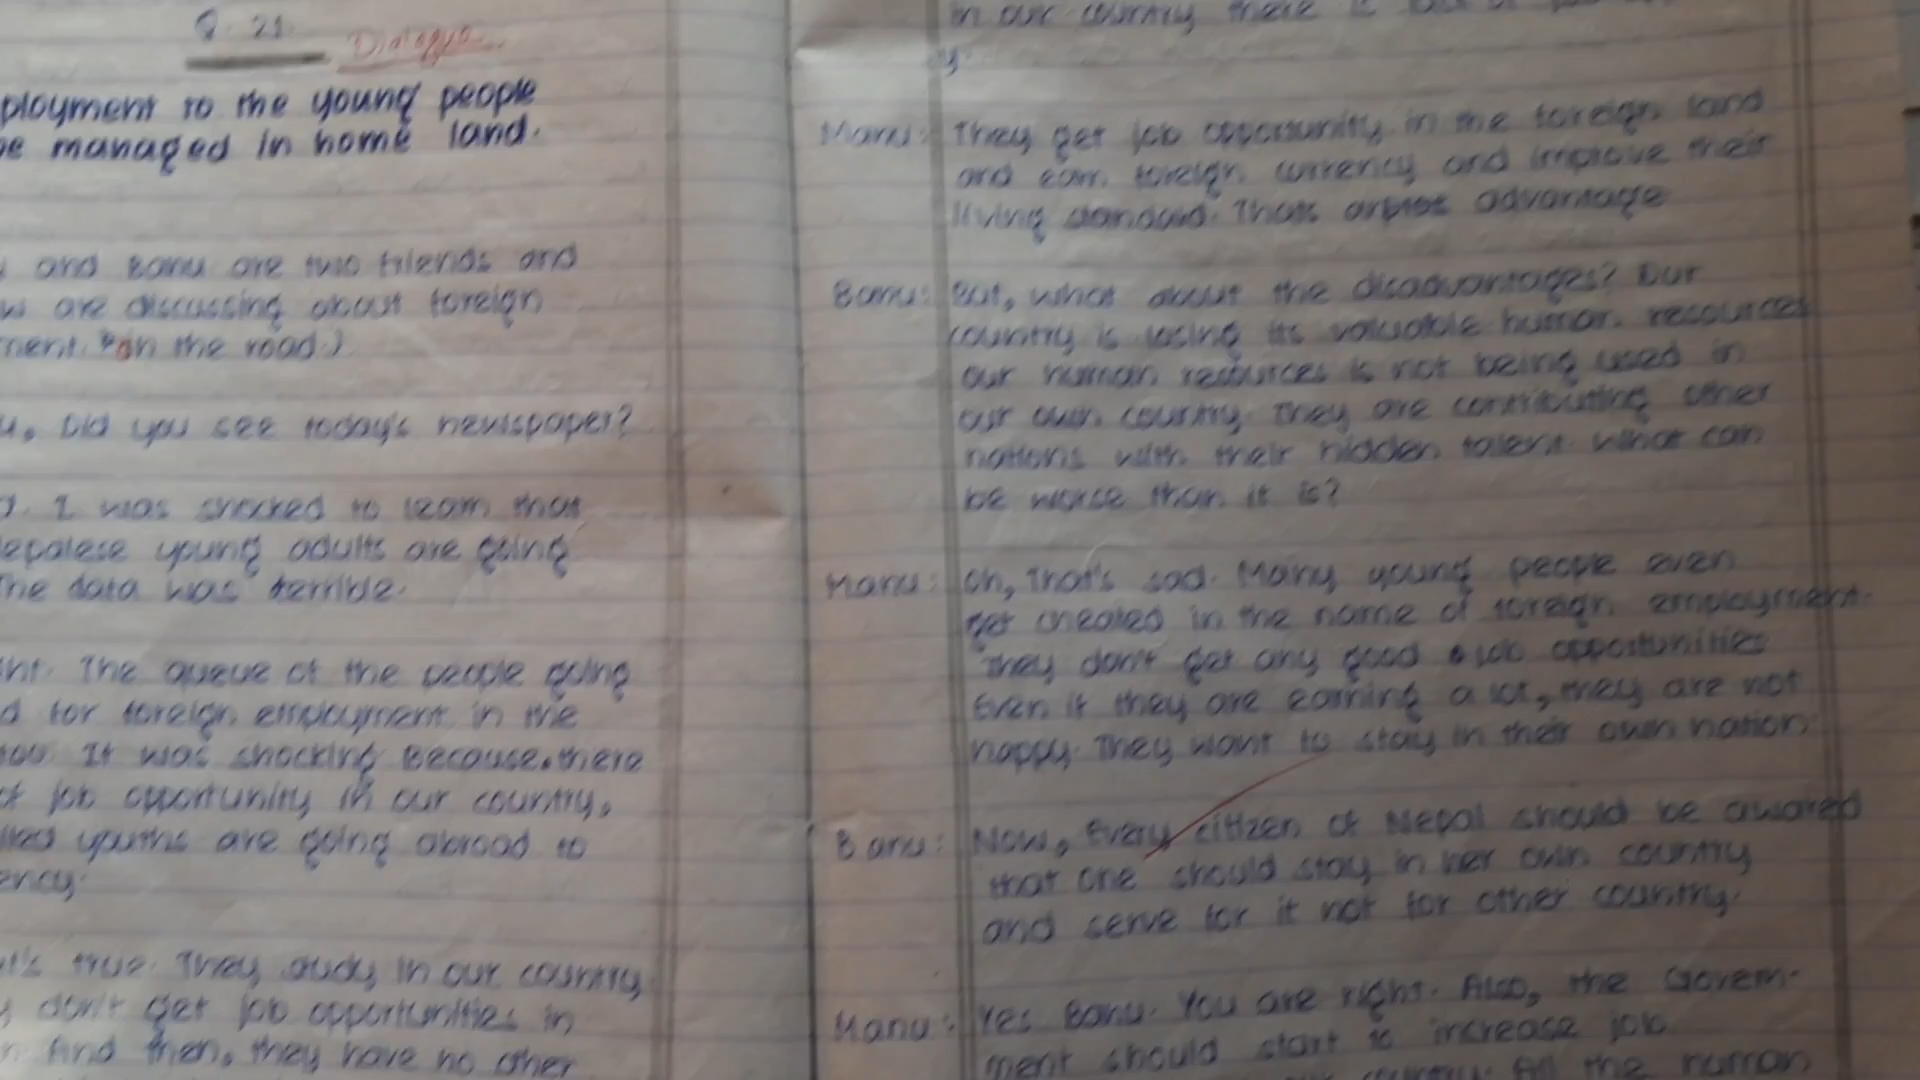 Q. 21. Dialogue
ployment to the young people
be managed in home land.
and Banu are two friends and
are discussing about foreign
ment. on the road.)
u, Did you see today's newspaper?
I was shocked to learn that
epalese young adults are going
The data was terrible.
ght. The queue of the people going
d for foreign employment in the
It was shocking Because, there
of job opportunity in our country,
youths are going abroad to
ency.
t's true. They study in our country
y don't get job opportunities in
And then, they have no other
in our country there is
y.
Manu: They get job opportunity in the foreign land
and earn foreign currency and improve their
living standard. Thats advantage
Banu: But, what about the disadvantages? Our
country is losing its valuable human resources
our human resources is not being used in
our own country. They are contributing other
nations with their hidden talent. What can
be worse than it is?
Manu: Oh, that's sad. Many young people even
get cheated in the name of foreign employment.
They don't get any good job opportunities
Even if they are earning a lot, they are not
happy. They want to stay in their own nation
Banu: Now, Every citizen of Nepal should be awared
that one should stay in her own country
and serve for it not for other country.
Manu: Yes Banu. You are right. Also, the Govern-
ment should start to increase job
country. All the human